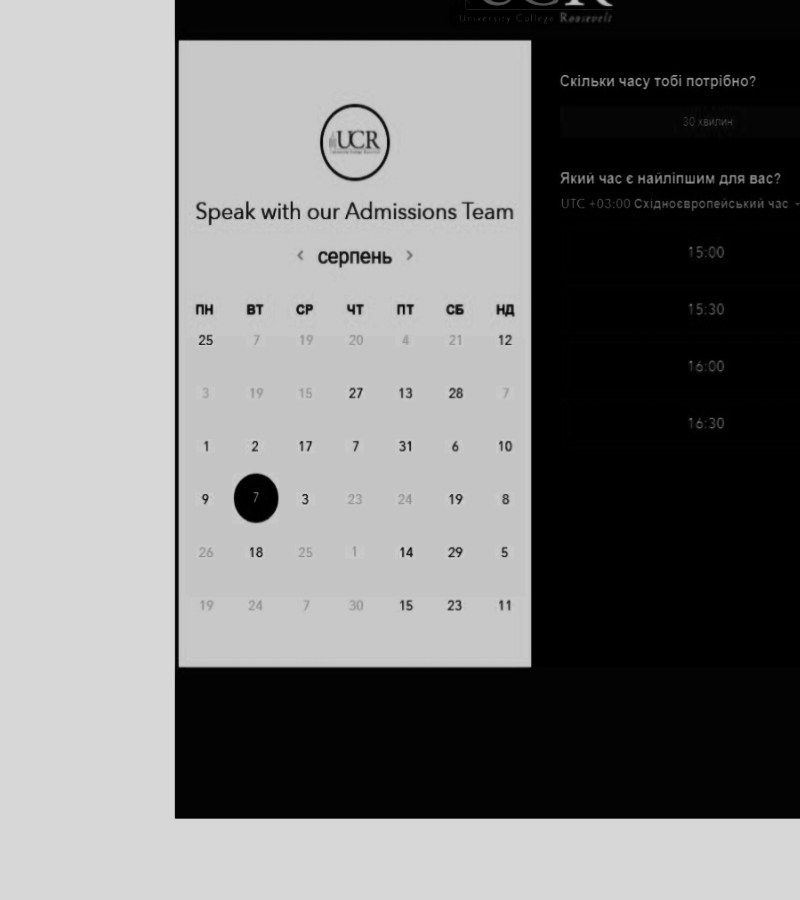 UCR
University College Roosevelt
UCR
Speak with our Admissions Team
< серпень >
ПН ВТ СР ЧТ ПТ СБ НД
25 7 19 20 4 21 12
3 19 15 27 13 28 7
1 2 17 7 31 6 10
9 7 3 23 24 19 8
26 18 25 1 14 29 5
19 24 7 30 15 23 11
Скільки часу тобі потрібно?
30 хвилин
Який час є найліпшим для вас?
UTC +03:00 Східноєвропейський час
15:00
15:30
16:00
16:30